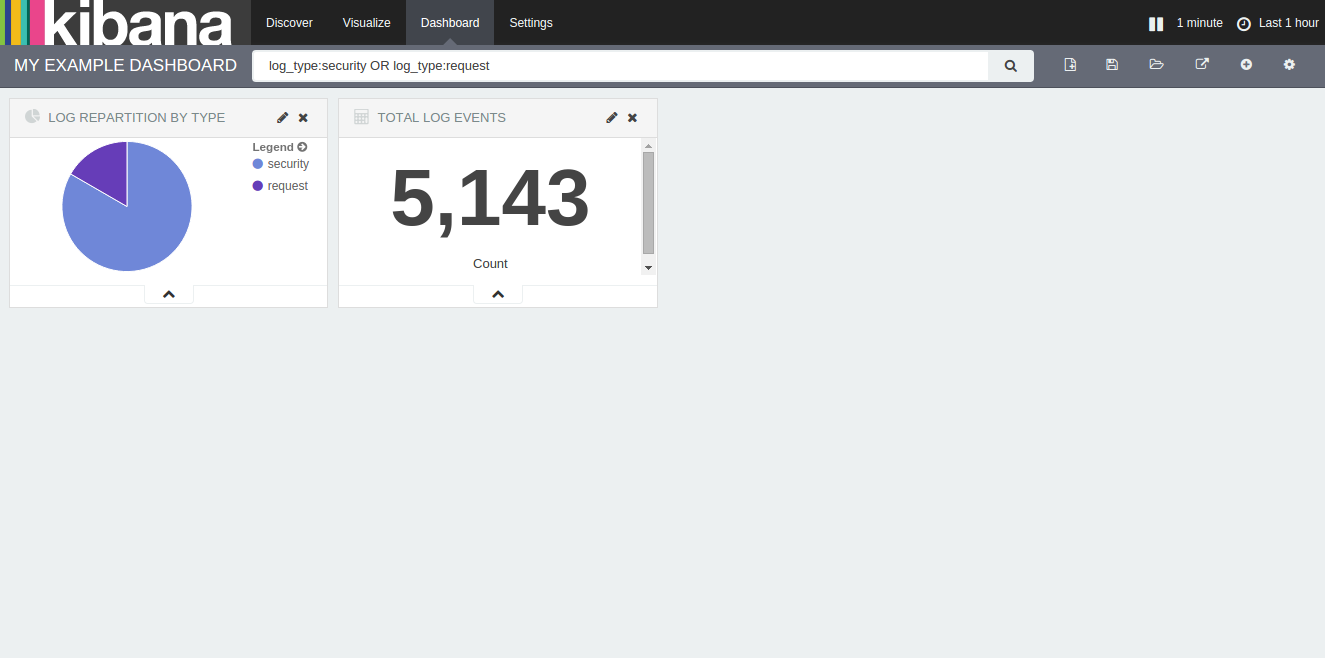 kibana Discover Visualize Dashboard Settings 1 minute Last 1 hour
MY EXAMPLE DASHBOARD log_type:security OR log_type:request
LOG REPARTITION BY TYPE
Legend
security
request
TOTAL LOG EVENTS
5,143
Count